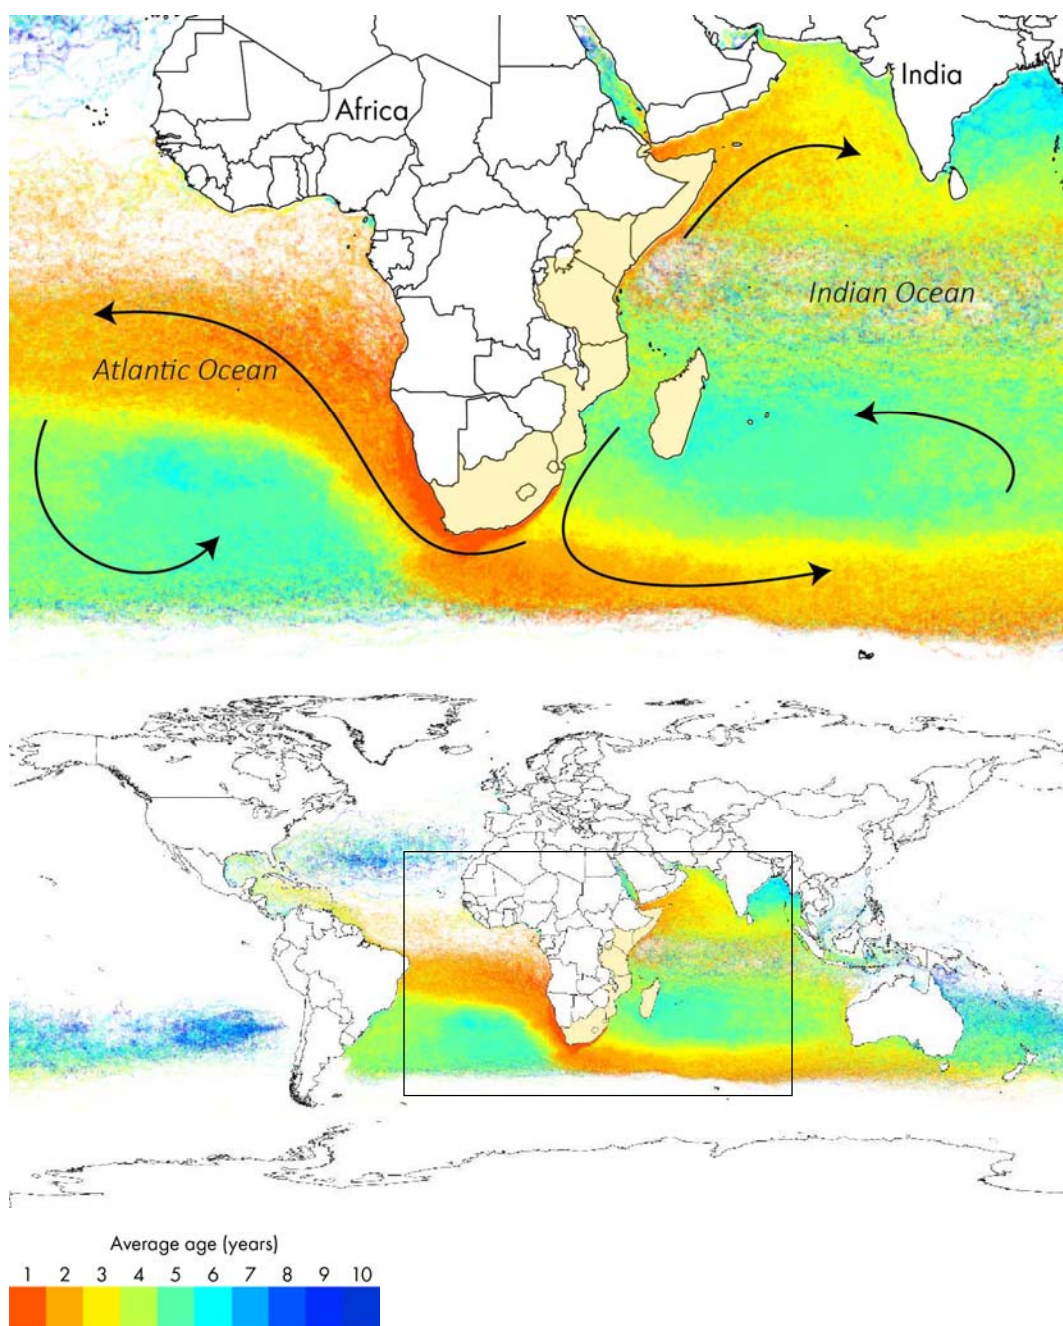 Africa
India
Indian Ocean
Atlantic Ocean
Average age (years)
1 2 3 4 5 6 7 8 9 10